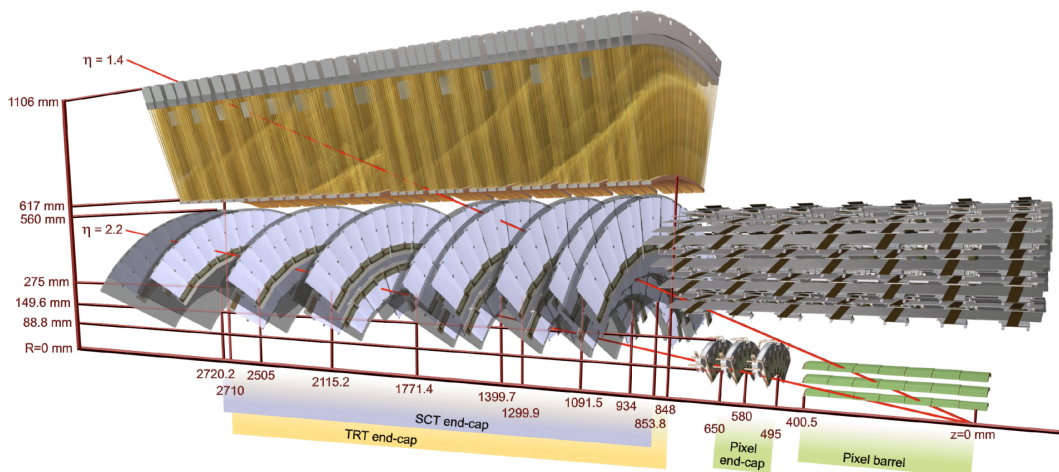 η = 1.4
1106 mm
617 mm
560 mm
η = 2.2
275 mm
149.6 mm
88.8 mm
R=0 mm
2720.2
2710
2505
2115.2
1771.4
1399.7
1299.9
1091.5
934
848
853.8
650
580
495
400.5
z=0 mm
SCT end-cap
TRT end-cap
Pixel
end-cap
Pixel barrel